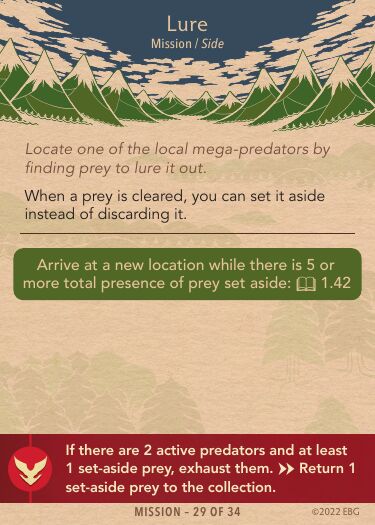 Lure
Mission / Side
Locate one of the local mega-predators by
finding prey to lure it out.
When a prey is cleared, you can set it aside
instead of discarding it.
Arrive at a new location while there is 5 or
more total presence of prey set aside: 1.42
If there are 2 active predators and at least
1 set-aside prey, exhaust them. Return 1
set-aside prey to the collection.
MISSION – 29 OF 34
©2022 EBG